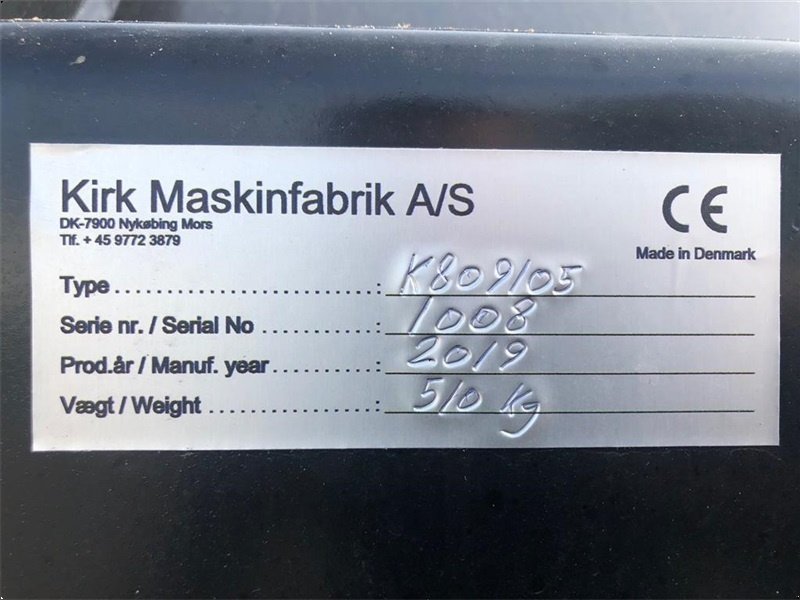 Kirk Maskinfabrik A/S
DK-7900 Nykøbing Mors
Tlf. + 45 9772 3879
CE
Made in Denmark
Type ..............................: K809/05
Serie nr. / Serial No ..............: 1008
Prod.år / Manuf. year..............: 2019
Vægt / Weight ......................: 510 Kg